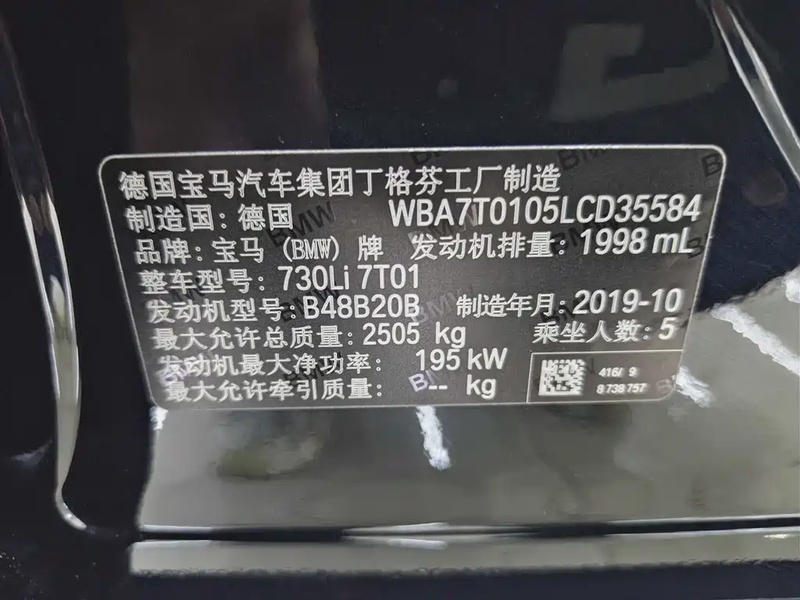 德国宝马汽车集团丁格芬工厂制造
制造国: 德国 WBA7T0105LCD35584
品牌: 宝马 (BMW) 牌 发动机排量: 1998 mL
整车型号: 730Li 7T01
发动机型号: B48B20B 制造年月: 2019-10
最大允许总质量: 2505 kg 乘坐人数: 5
发动机最大净功率: 195 kW
最大允许牵引质量: -- kg
416/ 9
8 738 757